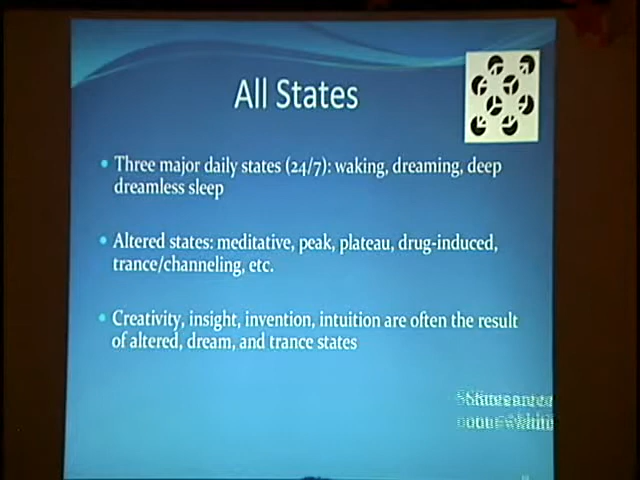 All States
• Three major daily states (24/7): waking, dreaming, deep
dreamless sleep
• Altered states: meditative, peak, plateau, drug-induced,
trance/channeling, etc.
• Creativity, insight, invention, intuition are often the result
of altered, dream, and trance states